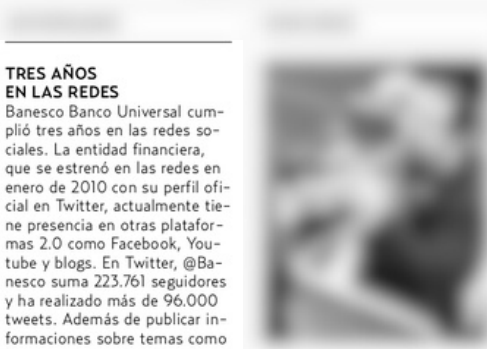 TRES AÑOS
EN LAS REDES
Banesco Banco Universal cum-
plió tres años en las redes so-
ciales. La entidad financiera,
que se estrenó en las redes en
enero de 2010 con su perfil ofi-
cial en Twitter, actualmente tie-
ne presencia en otras platafor-
mas 2.0 como Facebook, You-
tube y blogs. En Twitter, @Ba-
nesco suma 223.761 seguidores
y ha realizado más de 96.000
tweets. Además de publicar in-
formaciones sobre temas como